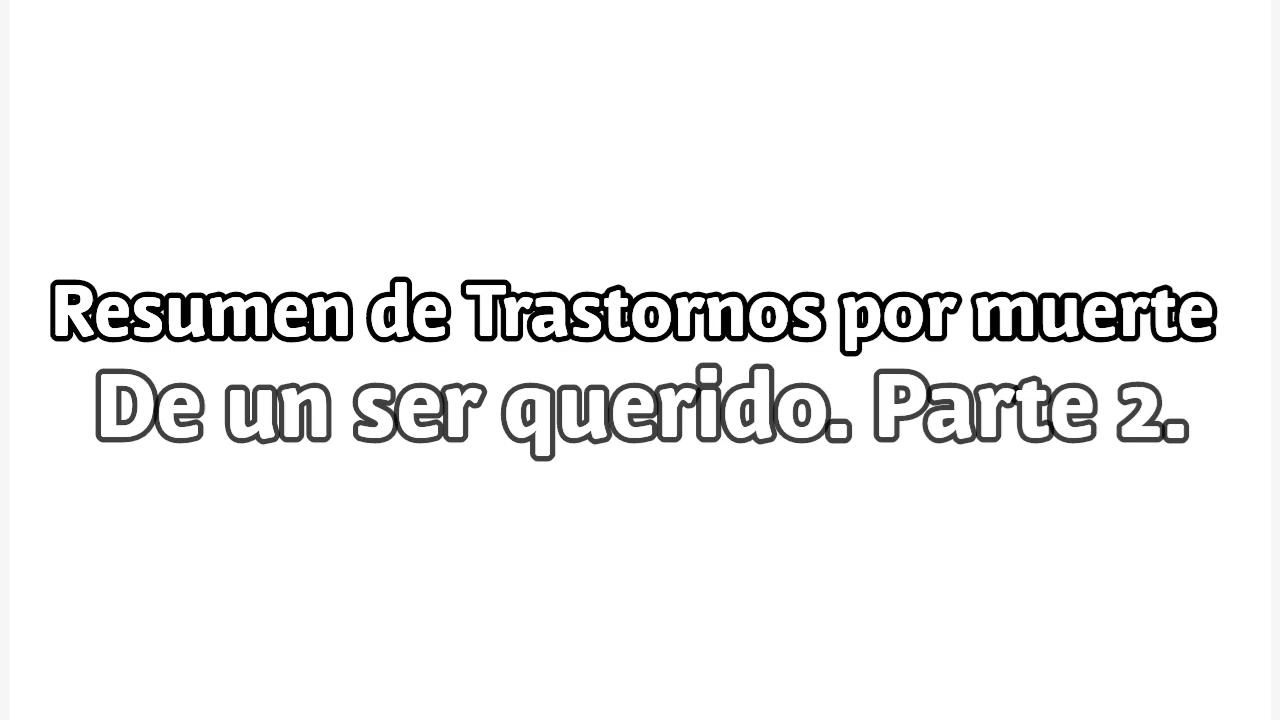 Resumen de Trastornos por muerte
De un ser querido. Parte 2.